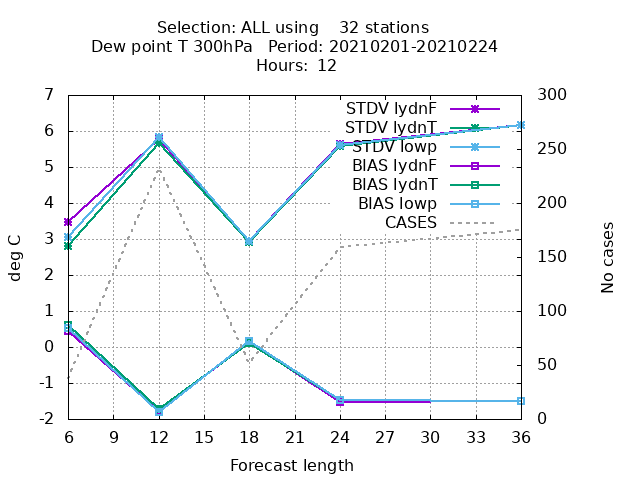 Selection: ALL using    32 stations
Dew point T 300hPa   Period: 20210201-20210224
Hours: 12
STDV lydnF
STDV lydnT
STDV lowp
BIAS lydnF
BIAS lydnT
BIAS lowp
CASES
7
6
5
4
3
2
1
0
-1
-2
deg C
300
250
200
150
100
50
0
No cases
6 9 12 15 18 21 24 27 30 33 36
Forecast length